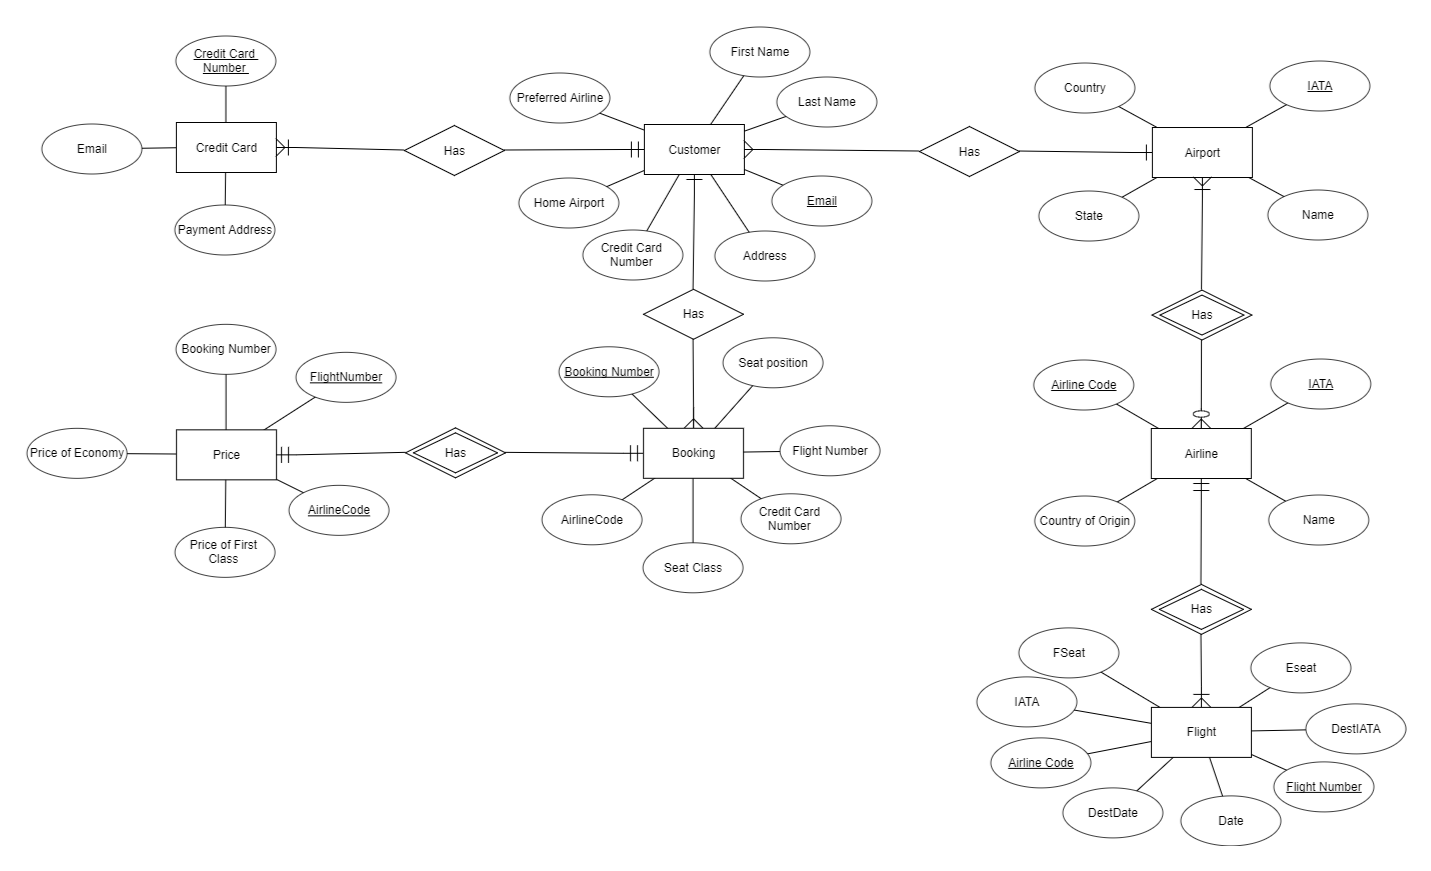 First Name
Credit Card
Number
Country
IATA
Preferred Airline
Last Name
Email
Credit Card
Has
Customer
Has
Airport
Home Airport
Email
State
Name
Payment Address
Credit Card
Number
Address
Has
Has
Booking Number
FlightNumber
Booking Number
Seat position
Airline Code
IATA
Price of Economy
Price
Has
Booking
Flight Number
Airline
AirlineCode
AirlineCode
Credit Card
Number
Country of Origin
Name
Price of First
Class
Seat Class
Has
FSeat
Eseat
IATA
Flight
DestIATA
Airline Code
Flight Number
DestDate
Date